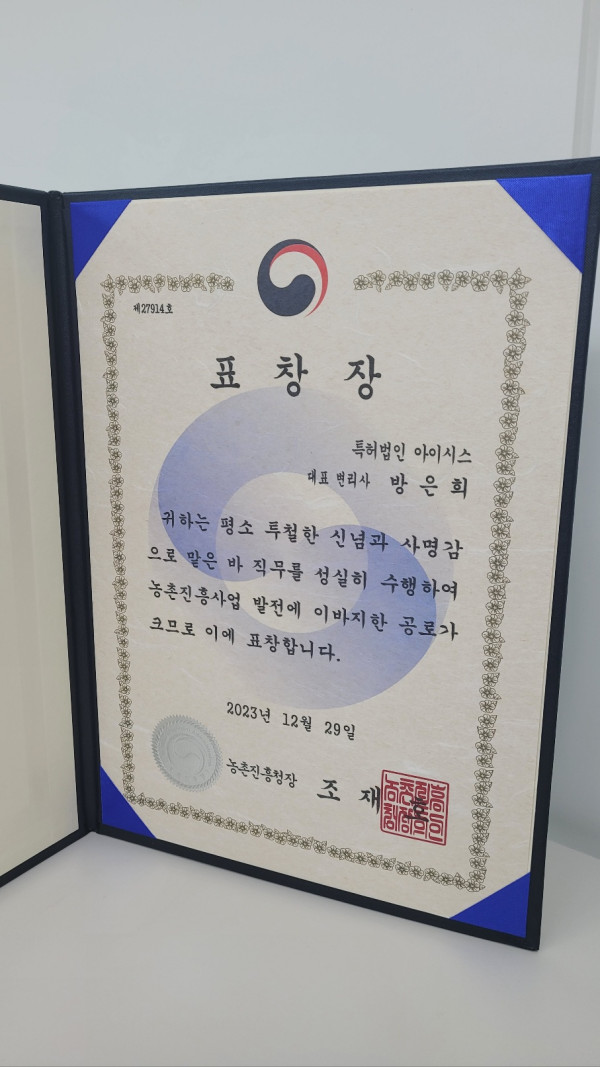 제27914호
표 창 장
특허법인 아이시스
대표 변리사 방 은 희
귀하는 평소 투철한 신념과 사명감
으로 맡은 바 직무를 성실히 수행하여
농촌진흥사업 발전에 이바지한 공로가
크므로 이에 표창합니다.
2023년 12월 29일
농촌진흥청장 조 재 호